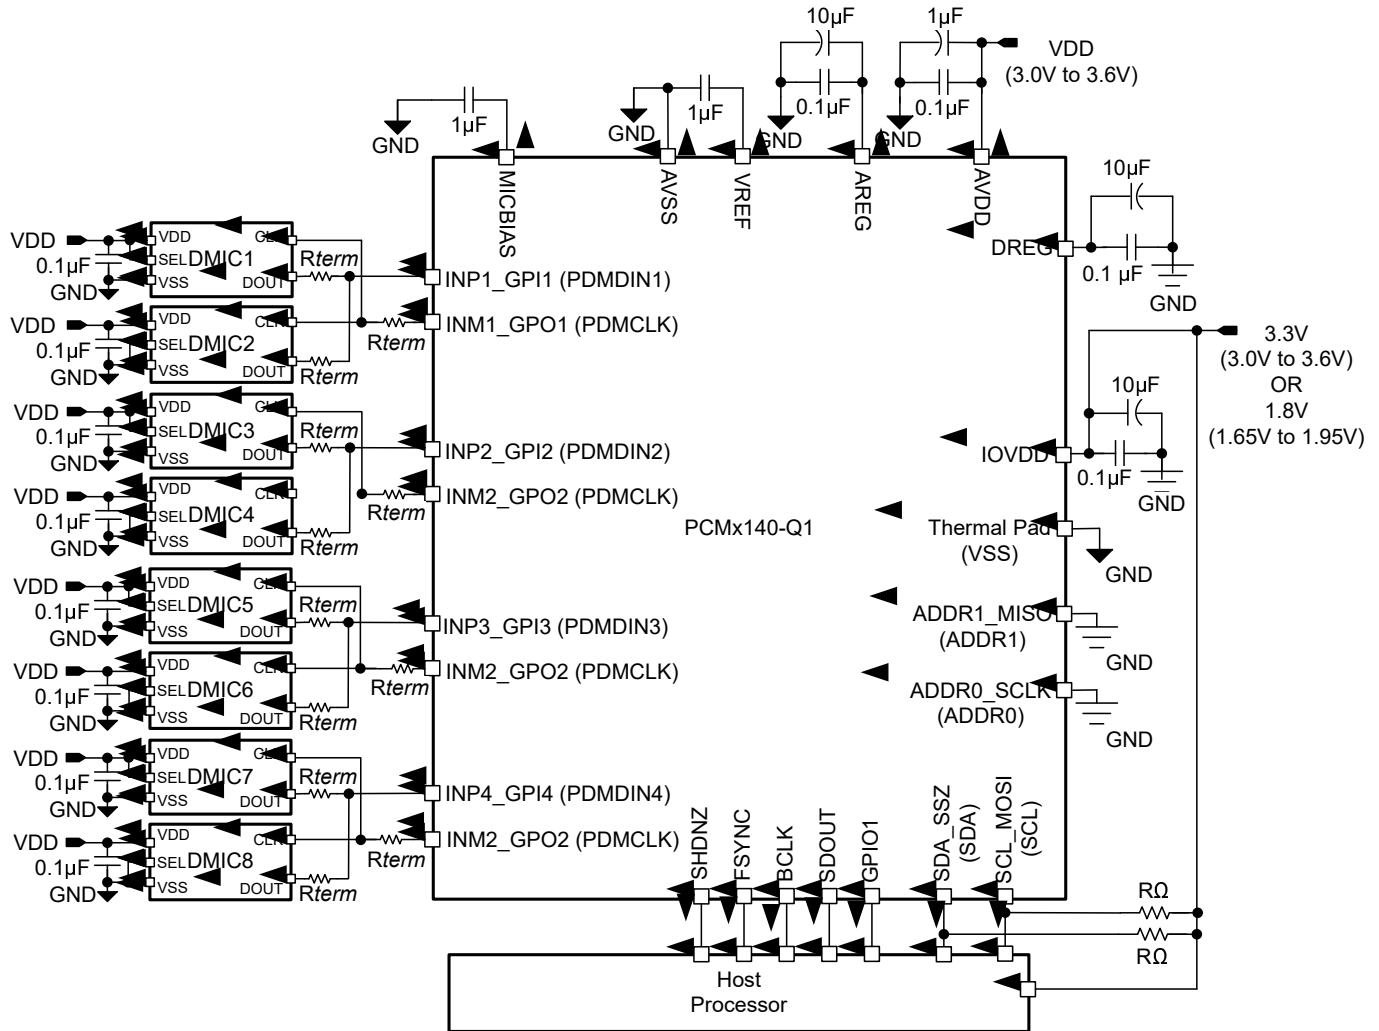 10µF
1µF
VDD
(3.0V to 3.6V)
0.1µF
0.1µF
1µF
1µF
GND
GND
GND
GND
MICBIAS
AVSS
VREF
AREG
AVDD
10µF
DREG
0.1 µF
GND
VDD
0.1µF
GND
VDD
SEL
VSS
DMIC1
CLK
DOUT
Rterm
INP1_GPI1 (PDMDIN1)
VDD
0.1µF
GND
VDD
SEL
VSS
DMIC2
CLK
DOUT
Rterm
Rterm
INM1_GPO1 (PDMCLK)
3.3V
(3.0V to 3.6V)
OR
1.8V
(1.65V to 1.95V)
10µF
IOVDD
0.1µF
GND
VDD
0.1µF
GND
VDD
SEL
VSS
DMIC3
CLK
DOUT
Rterm
INP2_GPI2 (PDMDIN2)
VDD
0.1µF
GND
VDD
SEL
VSS
DMIC4
CLK
DOUT
Rterm
Rterm
INM2_GPO2 (PDMCLK)
PCMx140-Q1
Thermal Pad
(VSS)
GND
VDD
0.1µF
GND
VDD
SEL
VSS
DMIC5
CLK
DOUT
Rterm
INP3_GPI3 (PDMDIN3)
ADDR1_MISO
(ADDR1)
GND
VDD
0.1µF
GND
VDD
SEL
VSS
DMIC6
CLK
DOUT
Rterm
Rterm
INM2_GPO2 (PDMCLK)
ADDR0_SCLK
(ADDR0)
GND
VDD
0.1µF
GND
VDD
SEL
VSS
DMIC7
CLK
DOUT
Rterm
INP4_GPI4 (PDMDIN4)
VDD
0.1µF
GND
VDD
SEL
VSS
DMIC8
CLK
DOUT
Rterm
Rterm
INM2_GPO2 (PDMCLK)
SHDNZ
FSYNC
BCLK
SDOUT
GPIO1
SDA_SSZ
(SDA)
SCL_MOSI
(SCL)
RΩ
RΩ
Host
Processor